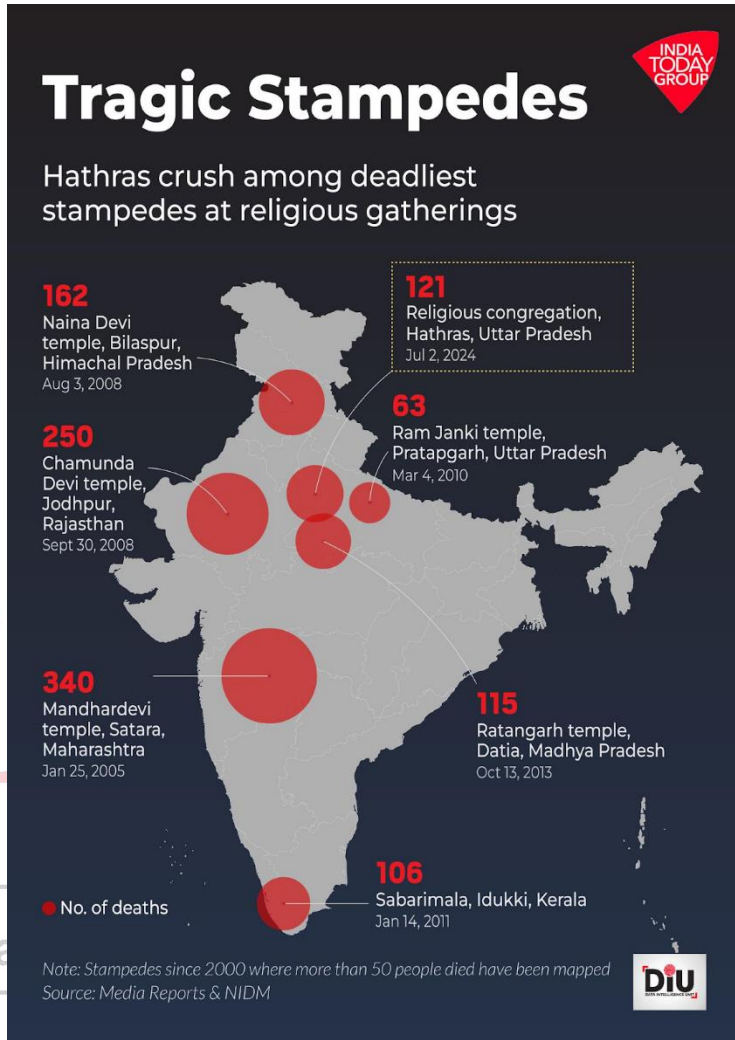 INDIA
TODAY
GROUP
Tragic Stampedes
Hathras crush among deadliest
stampedes at religious gatherings
162
Naina Devi
temple, Bilaspur,
Himachal Pradesh
Aug 3, 2008
121
Religious congregation,
Hathras, Uttar Pradesh
Jul 2, 2024
63
Ram Janki temple,
Pratapgarh, Uttar Pradesh
Mar 4, 2010
250
Chamunda
Devi temple,
Jodhpur,
Rajasthan
Sept 30, 2008
340
Mandhardevi
temple, Satara,
Maharashtra
Jan 25, 2005
115
Ratangarh temple,
Datia, Madhya Pradesh
Oct 13, 2013
106
Sabarimala, Idukki, Kerala
Jan 14, 2011
No. of deaths
Note: Stampedes since 2000 where more than 50 people died have been mapped
Source: Media Reports & NIDM
DiU
DATA INTELLIGENCE UNIT